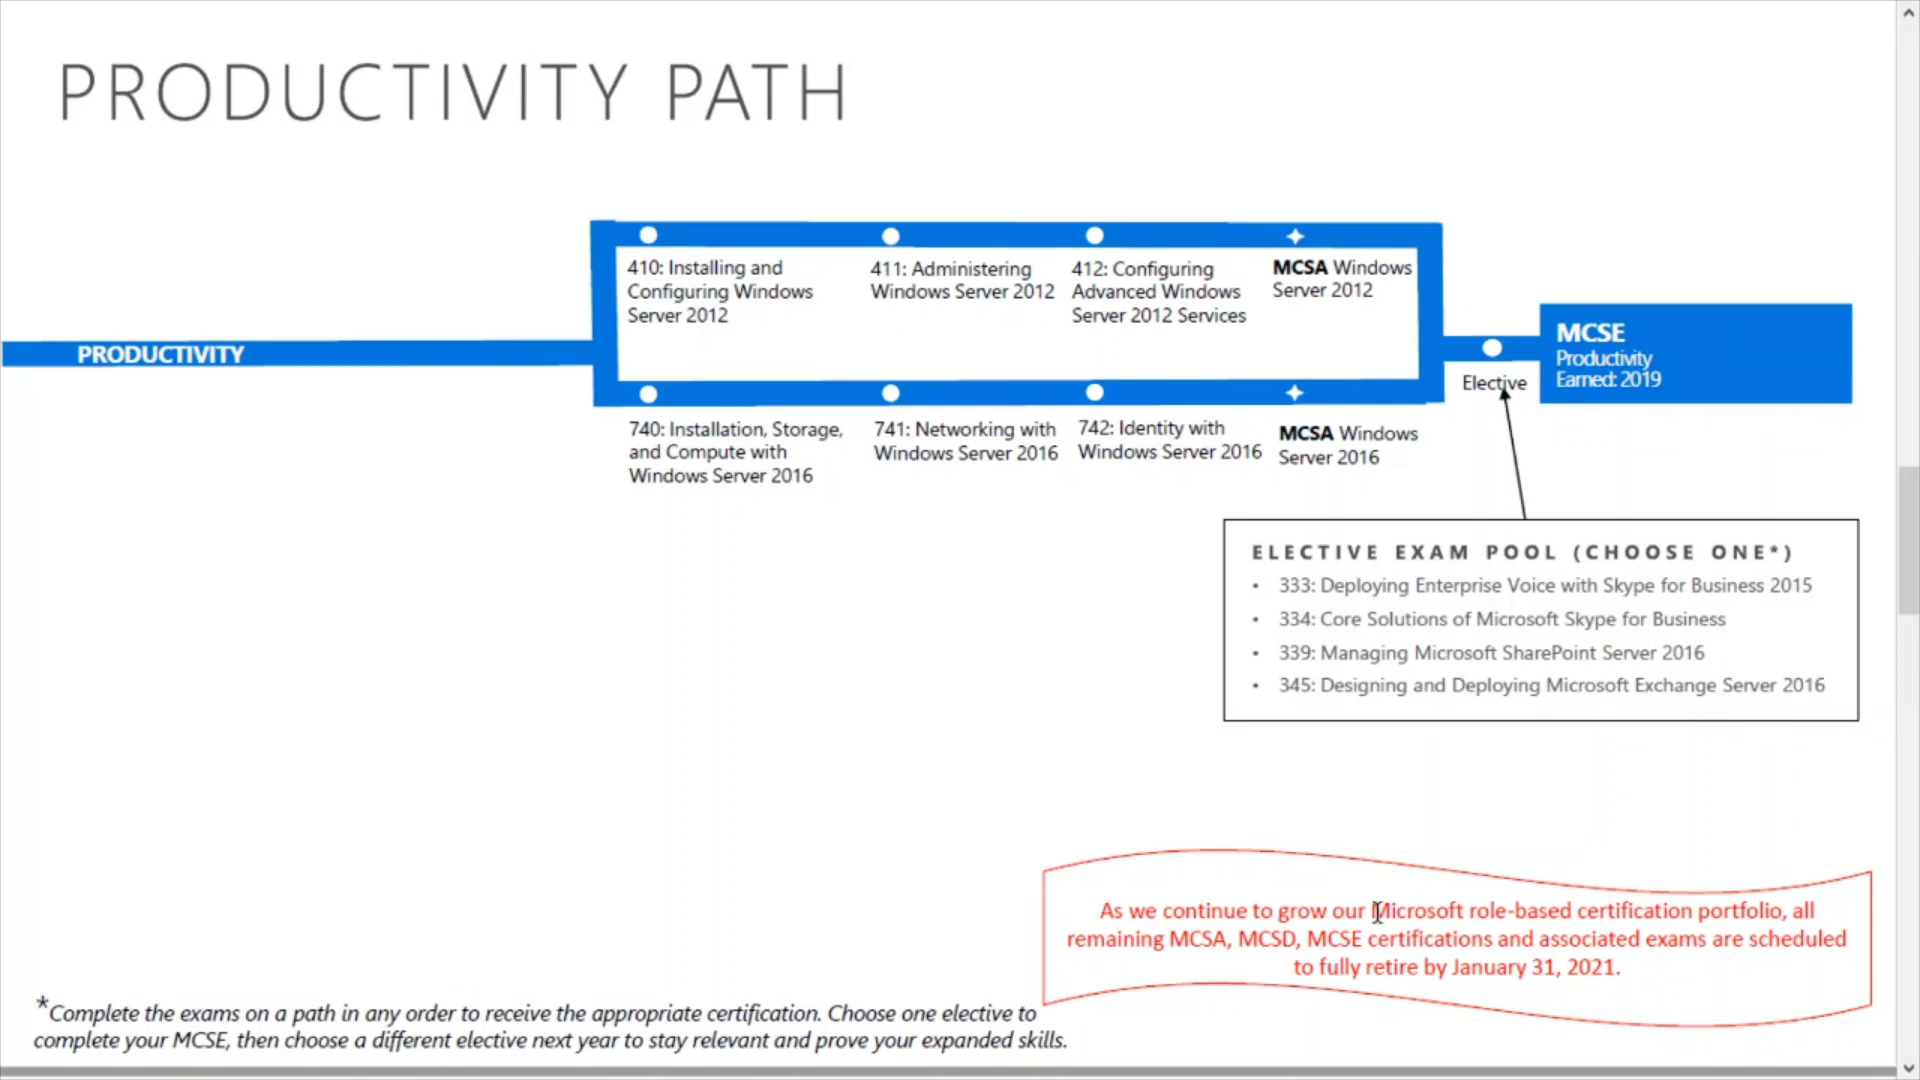 PRODUCTIVITY PATH
PRODUCTIVITY
410: Installing and
Configuring Windows
Server 2012
411: Administering
Windows Server 2012
412: Configuring
Advanced Windows
Server 2012 Services
MCSA Windows
Server 2012
740: Installation, Storage,
and Compute with
Windows Server 2016
741: Networking with
Windows Server 2016
742: Identity with
Windows Server 2016
MCSA Windows
Server 2016
Elective
MCSE
Productivity
Earned: 2019
ELECTIVE EXAM POOL (CHOOSE ONE*)
• 333: Deploying Enterprise Voice with Skype for Business 2015
• 334: Core Solutions of Microsoft Skype for Business
• 339: Managing Microsoft SharePoint Server 2016
• 345: Designing and Deploying Microsoft Exchange Server 2016
As we continue to grow our Microsoft role-based certification portfolio, all
remaining MCSA, MCSD, MCSE certifications and associated exams are scheduled
to fully retire by January 31, 2021.
*Complete the exams on a path in any order to receive the appropriate certification. Choose one elective to
complete your MCSE, then choose a different elective next year to stay relevant and prove your expanded skills.